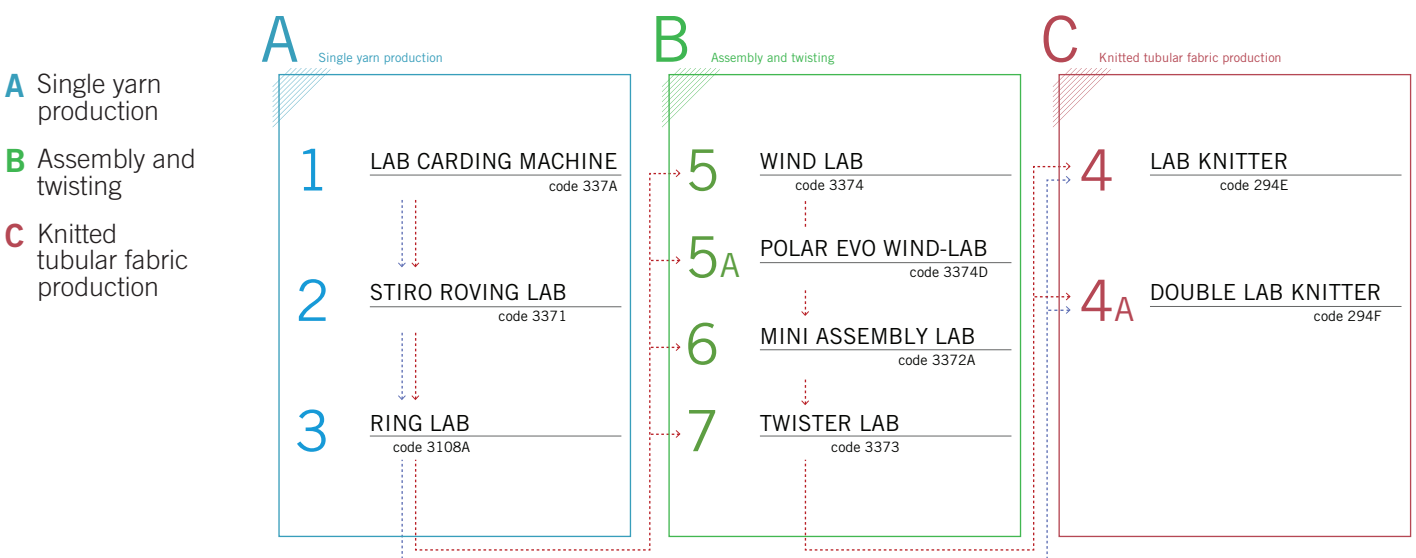 A Single yarn
production
B Assembly and
twisting
C Knitted
tubular fabric
production
A Single yarn production
1 LAB CARDING MACHINE
code 337A
2 STIRO ROVING LAB
code 3371
3 RING LAB
code 3108A
B Assembly and twisting
5 WIND LAB
code 3374
5A POLAR EVO WIND-LAB
code 3374D
6 MINI ASSEMBLY LAB
code 3372A
7 TWISTER LAB
code 3373
C Knitted tubular fabric production
4 LAB KNITTER
code 294E
4A DOUBLE LAB KNITTER
code 294F